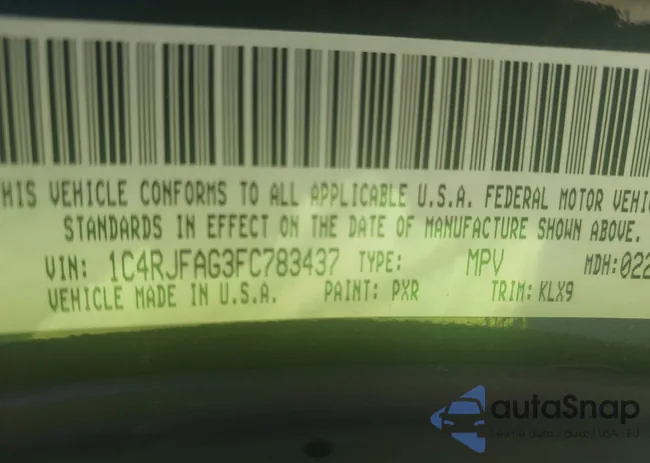 HIS VEHICLE CONFORMS TO ALL APPLICABLE U.S.A. FEDERAL MOTOR VEHI
STANDARDS IN EFFECT ON THE DATE OF MANUFACTURE SHOWN ABOVE.
VIN: 1C4RJFAG3FC783437 TYPE: MPV MDH:022
VEHICLE MADE IN U.S.A. PAINT: PXR TRIM: KLX9
autaSnap